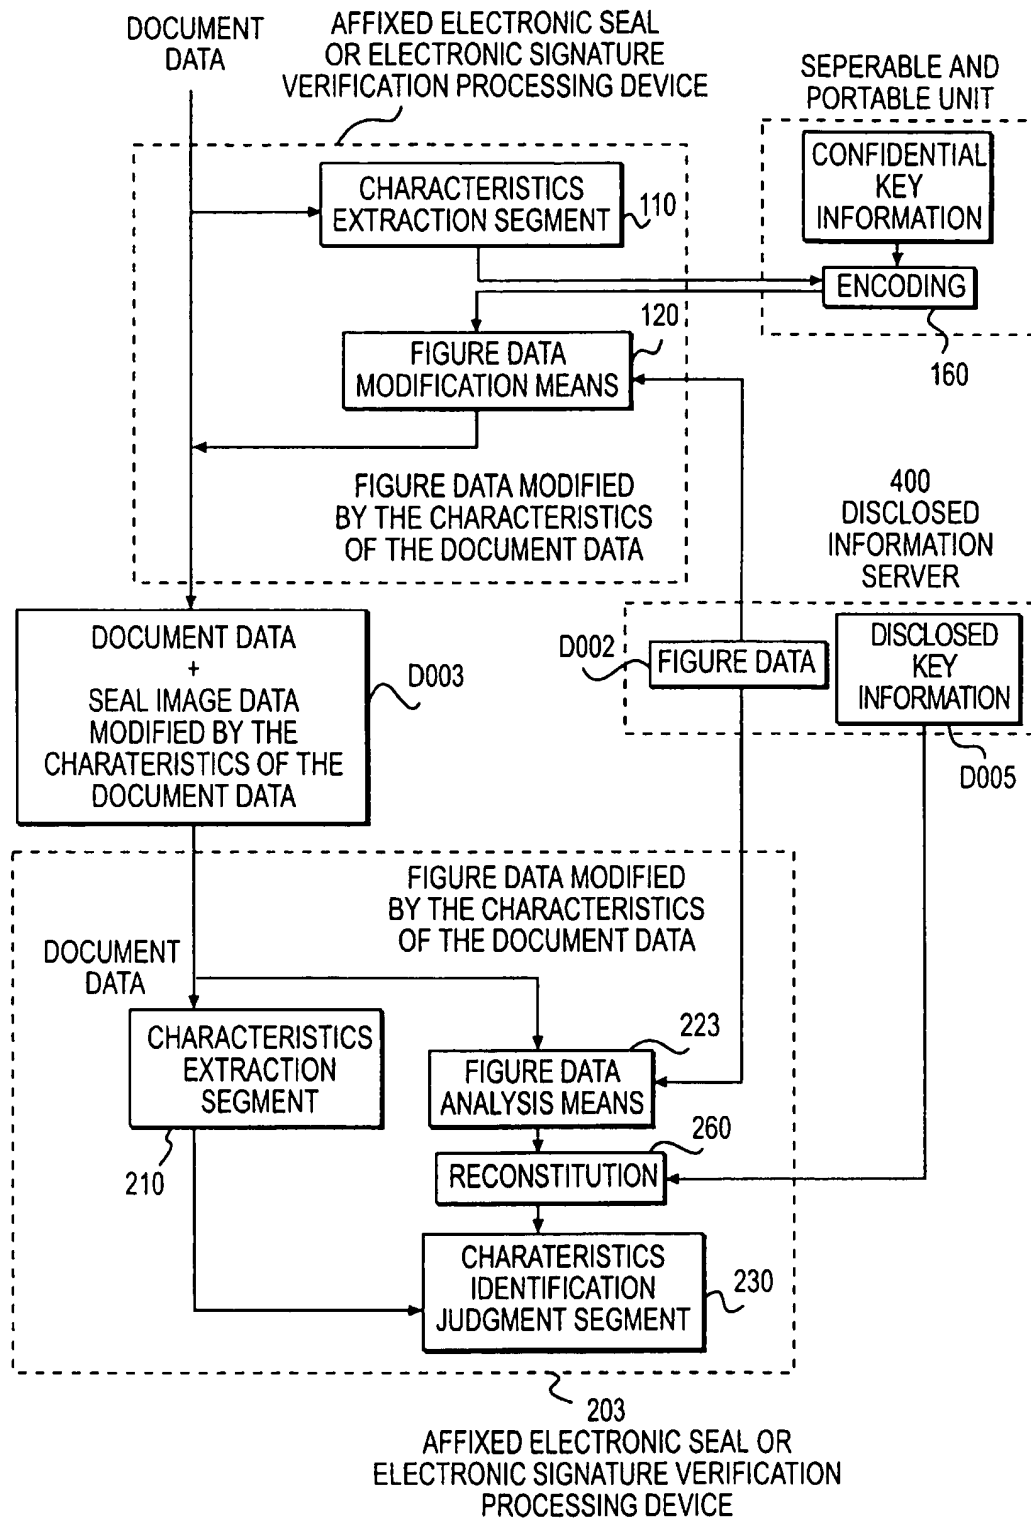 DOCUMENT
DATA
AFFIXED ELECTRONIC SEAL
OR ELECTRONIC SIGNATURE
VERIFICATION PROCESSING DEVICE
SEPERABLE AND
PORTABLE UNIT
CONFIDENTIAL
KEY
INFORMATION
CHARACTERISTICS
EXTRACTION SEGMENT
110
ENCODING
160
120
FIGURE DATA
MODIFICATION MEANS
FIGURE DATA MODIFIED
BY THE CHARACTERISTICS
OF THE DOCUMENT DATA
400
DISCLOSED
INFORMATION
SERVER
DOCUMENT DATA
+
SEAL IMAGE DATA
MODIFIED BY THE
CHARATERISTICS OF THE
DOCUMENT DATA
D003
D002
FIGURE DATA
DISCLOSED
KEY
INFORMATION
D005
FIGURE DATA MODIFIED
BY THE CHARACTERISTICS
OF THE DOCUMENT DATA
DOCUMENT
DATA
CHARACTERISTICS
EXTRACTION
SEGMENT
210
223
FIGURE DATA
ANALYSIS MEANS
260
RECONSTITUTION
CHARATERISTICS
IDENTIFICATION
JUDGMENT SEGMENT
230
203
AFFIXED ELECTRONIC SEAL OR
ELECTRONIC SIGNATURE VERIFICATION
PROCESSING DEVICE